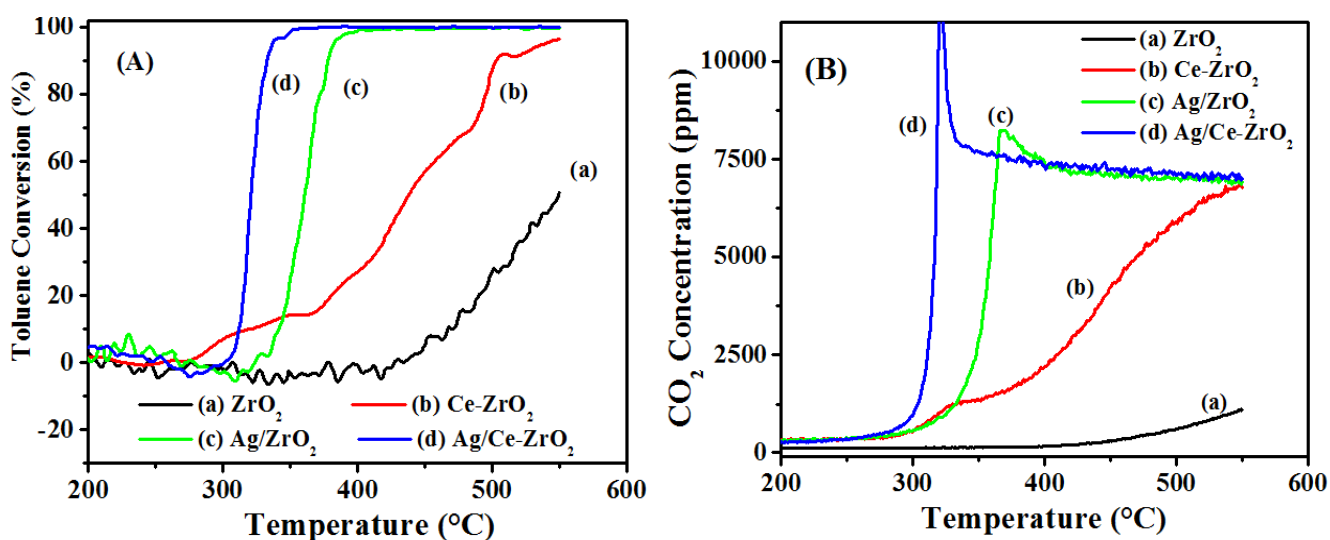 (A)
Toluene Conversion (%)
100
80
60
40
20
0
-20
(d)
(c)
(b)
(a)
(a) ZrO₂ (b) Ce-ZrO₂
(c) Ag/ZrO₂ (d) Ag/Ce-ZrO₂
200 300 400 500 600
Temperature (°C)
(B)
CO₂ Concentration (ppm)
10000
7500
5000
2500
0
(a) ZrO₂
(b) Ce-ZrO₂
(c) Ag/ZrO₂
(d) Ag/Ce-ZrO₂
(d)
(c)
(b)
(a)
200 300 400 500 600
Temperature (°C)